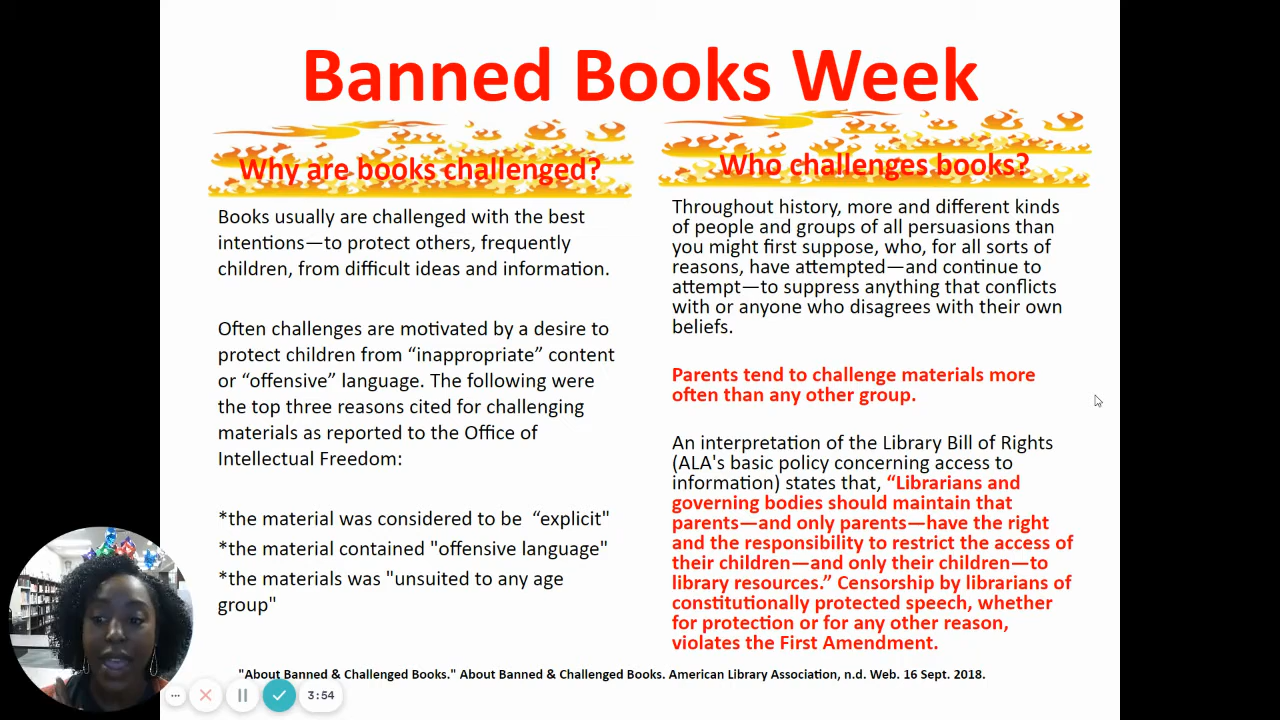 Banned Books Week
Why are books challenged?
Books usually are challenged with the best
intentions—to protect others, frequently
children, from difficult ideas and information.
Often challenges are motivated by a desire to
protect children from “inappropriate” content
or “offensive” language. The following were
the top three reasons cited for challenging
materials as reported to the Office of
Intellectual Freedom:
*the material was considered to be “explicit"
*the material contained "offensive language"
*the materials was "unsuited to any age
group"
Who challenges books?
Throughout history, more and different kinds
of people and groups of all persuasions than
you might first suppose, who, for all sorts of
reasons, have attempted—and continue to
attempt—to suppress anything that conflicts
with or anyone who disagrees with their own
beliefs.
Parents tend to challenge materials more
often than any other group.
An interpretation of the Library Bill of Rights
(ALA's basic policy concerning access to
information) states that, “Librarians and
governing bodies should maintain that
parents—and only parents—have the right
and the responsibility to restrict the access of
their children—and only their children—to
library resources.” Censorship by librarians of
constitutionally protected speech, whether
for protection or for any other reason,
violates the First Amendment.
"About Banned & Challenged Books." About Banned & Challenged Books. American Library Association, n.d. Web. 16 Sept. 2018.
3:54